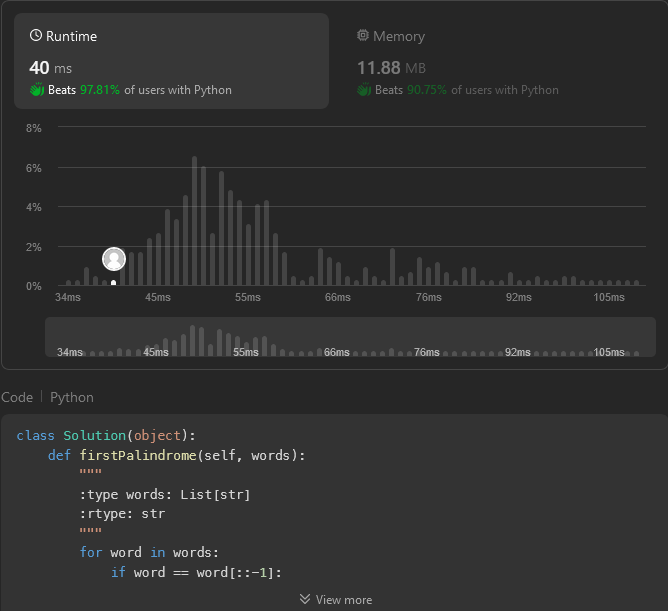 Runtime
Memory
40 ms
11.88 MB
Beats 97.81% of users with Python
Beats 90.75% of users with Python
8%
6%
4%
2%
0%
34ms 45ms 55ms 66ms 76ms 92ms 105ms
34ms 45ms 55ms 66ms 76ms 92ms 105ms
Code | Python
class Solution(object):
    def firstPalindrome(self, words):
        """
        :type words: List[str]
        :rtype: str
        """
        for word in words:
            if word == word[::-1]:
View more